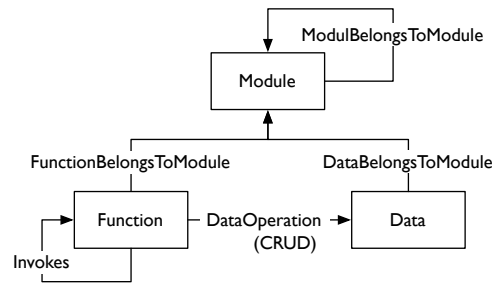 ModulBelongsToModule
Module
FunctionBelongsToModule
DataBelongsToModule
Function
DataOperation
(CRUD)
Data
Invokes